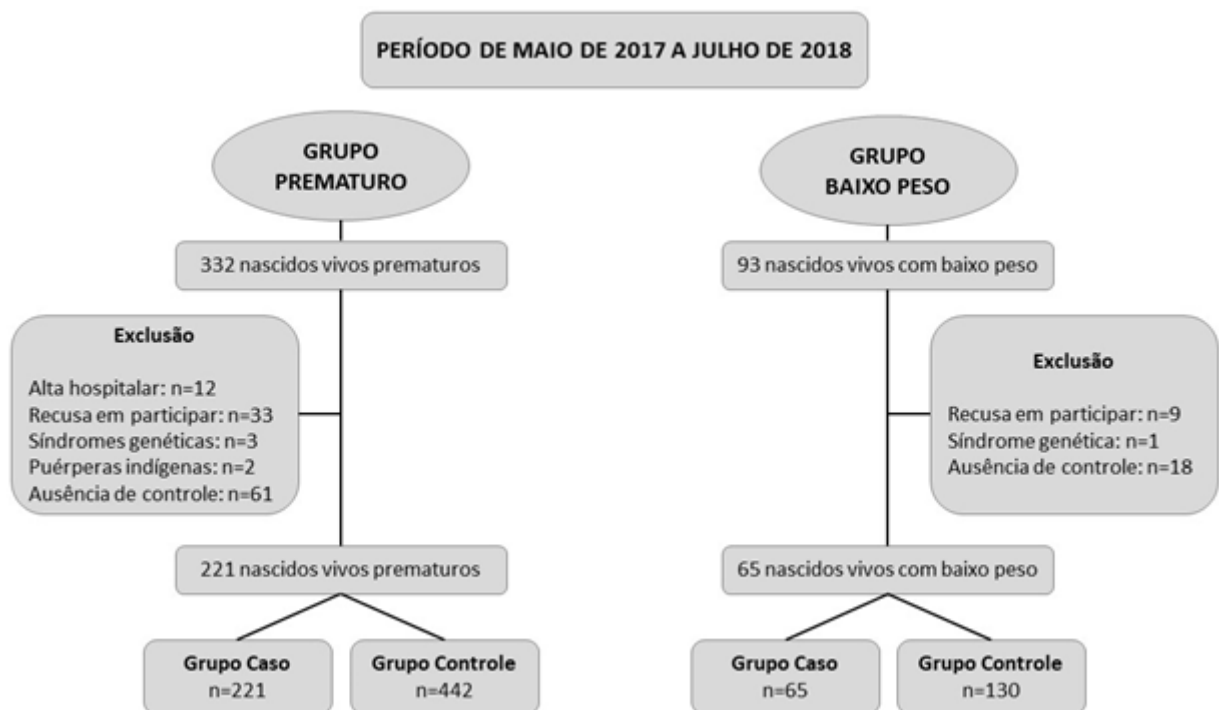 PERÍODO DE MAIO DE 2017 A JULHO DE 2018
GRUPO
PREMATURO
332 nascidos vivos prematuros
Exclusão
Alta hospitalar: n=12
Recusa em participar: n=33
Síndromes genéticas: n=3
Puérperas indígenas: n=2
Ausência de controle: n=61
221 nascidos vivos prematuros
Grupo Caso
n=221
Grupo Controle
n=442
GRUPO
BAIXO PESO
93 nascidos vivos com baixo peso
Exclusão
Recusa em participar: n=9
Síndrome genética: n=1
Ausência de controle: n=18
65 nascidos vivos com baixo peso
Grupo Caso
n=65
Grupo Controle
n=130